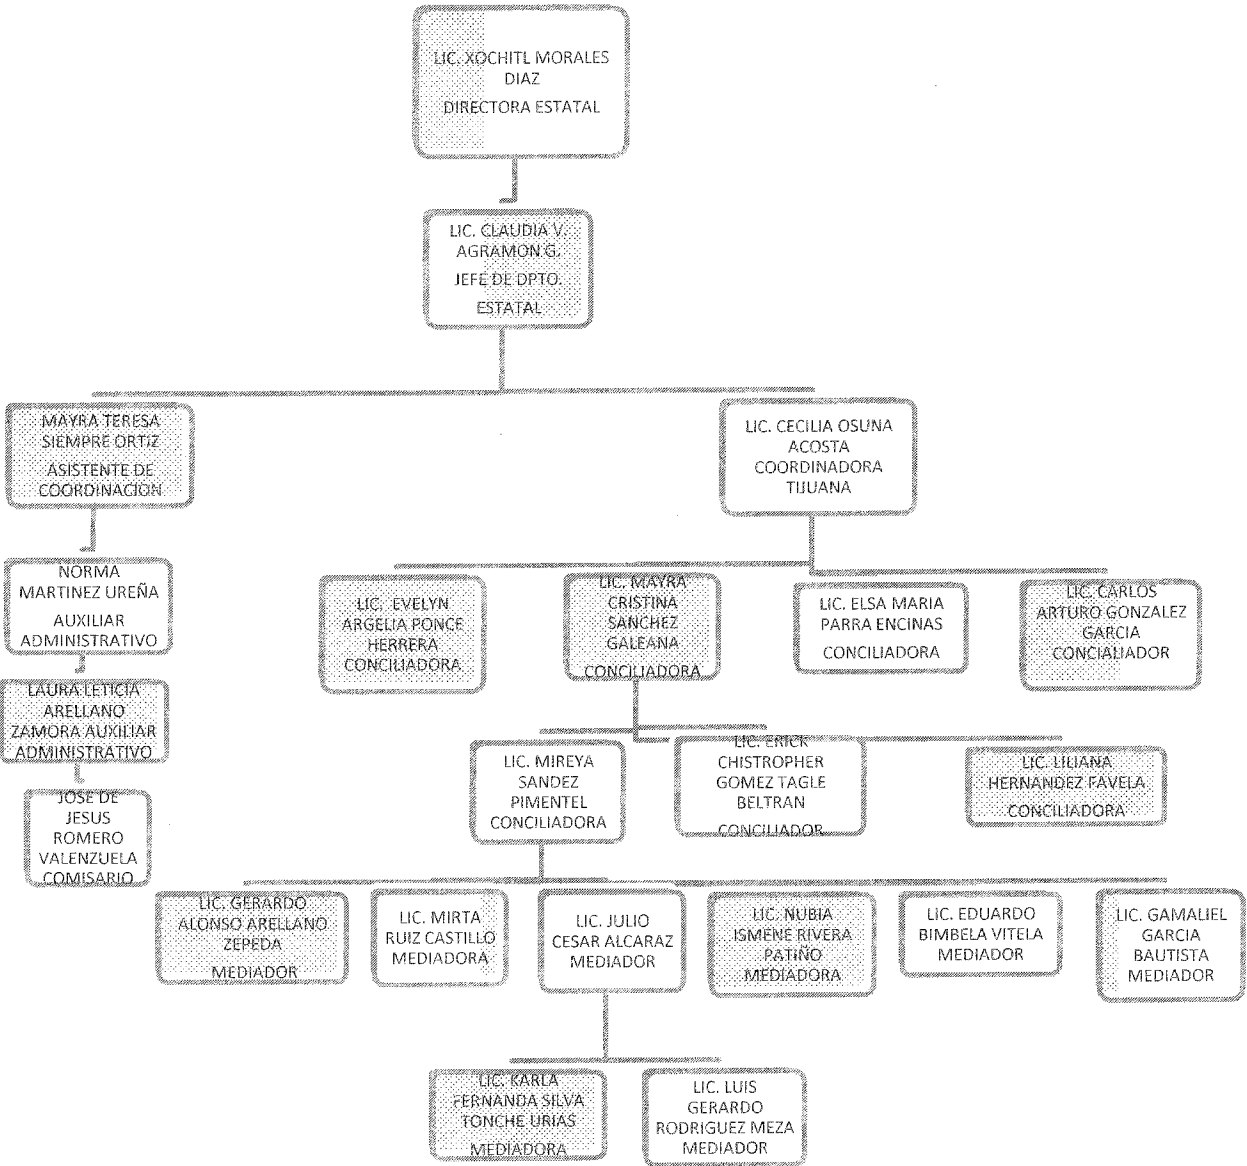 LIC. XOCHITL MORALES
DIAZ
DIRECTORA ESTATAL
LIC. CLAUDIA V.
AGRAMON G.
JEFE DE DPTO.
ESTATAL
MAYRA TERESA
SIEMPRE ORTIZ
ASISTENTE DE
COORDINACION
LIC. CECILIA OSUNA
ACOSTA
COORDINADORA
TIJUANA
NORMA
MARTINEZ UREÑA
AUXILIAR
ADMINISTRATIVO
LIC. EVELYN
ARGELIA PONCE
HERRERA
CONCILIADORA
LIC. MAYRA
CRISTINA
SANCHEZ
GALEANA
CONCILIADORA
LIC. ELSA MARIA
PARRA ENCINAS
CONCILIADORA
LIC. CARLOS
ARTURO GONZALEZ
GARCIA
CONCIALIADOR
LAURA LETICIA
ARELLANO
ZAMORA AUXILIAR
ADMINISTRATIVO
LIC. MIREYA
SANDEZ
PIMENTEL
CONCILIADORA
LIC. ERICK
CHISTROPHER
GOMEZ TAGLE
BELTRAN
CONCILIADOR
LIC. LILIANA
HERNANDEZ FAVELA
CONCILIADORA
JOSE DE
JESUS
ROMERO
VALENZUELA
COMISARIO
LIC. GERARDO
ALONSO ARELLANO
ZEPEDA
MEDIADOR
LIC. MIRTA
RUIZ CASTILLO
MEDIADORA
LIC. JULIO
CESAR ALCARAZ
MEDIADOR
LIC. NUBIA
ISMENE RIVERA
PATIÑO
MEDIADORA
LIC. EDUARDO
BIMBELA VITELA
MEDIADOR
LIC. GAMALIEL
GARCIA
BAUTISTA
MEDIADOR
LIC. KARLA
FERNANDA SILVA
TONCHE URIAS
MEDIADORA
LIC. LUIS
GERARDO
RODRIGUEZ MEZA
MEDIADOR